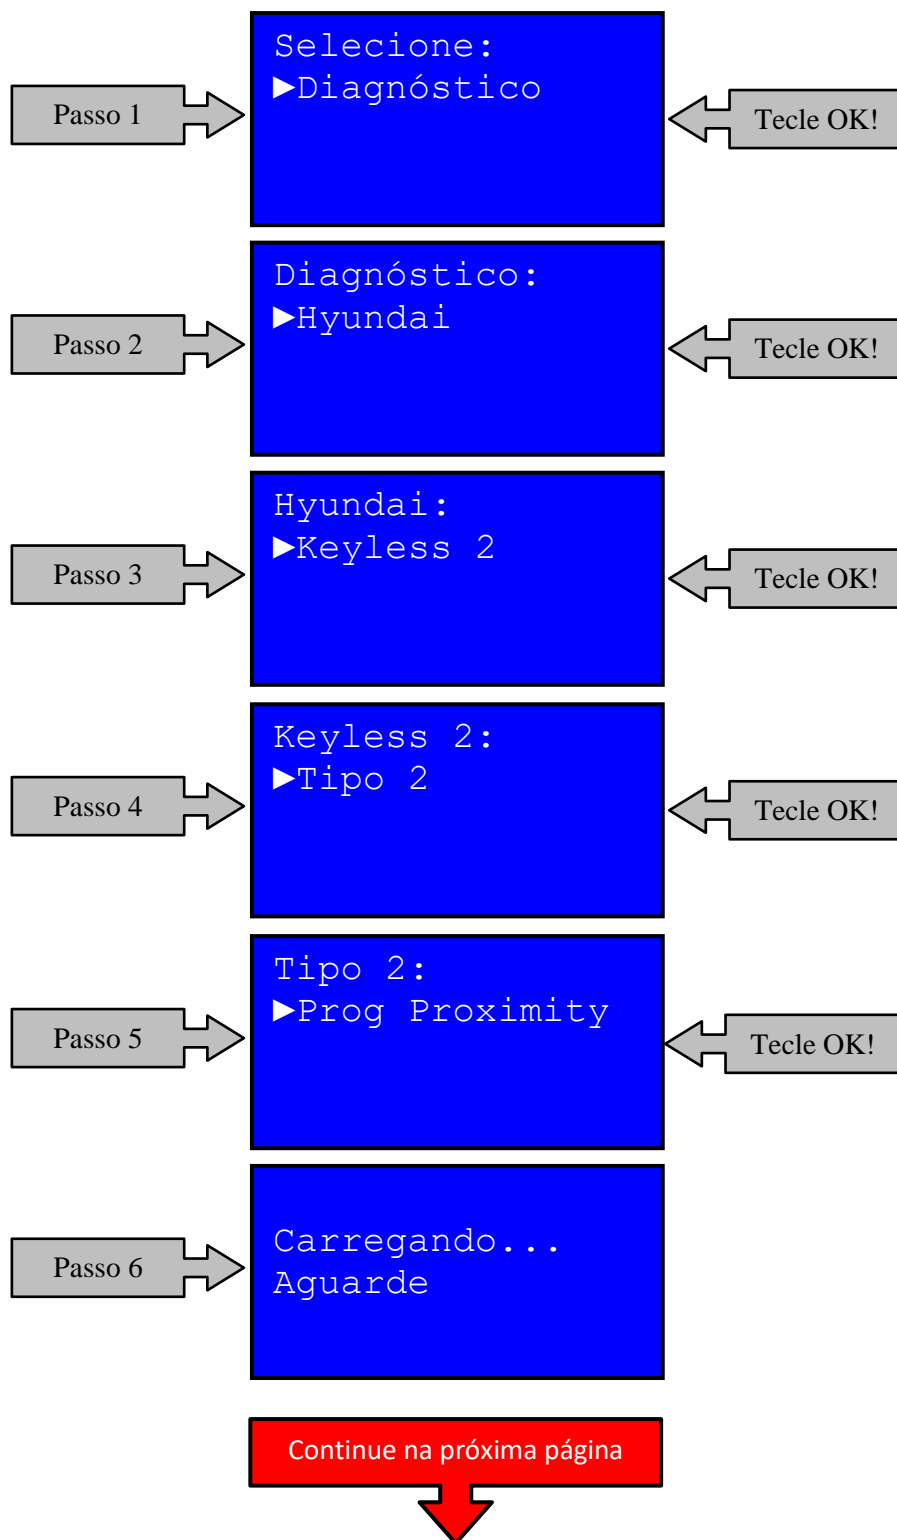 Selecione:
►Diagnóstico
Passo 1
Tecle OK!
Diagnóstico:
►Hyundai
Passo 2
Tecle OK!
Hyundai:
►Keyless 2
Passo 3
Tecle OK!
Keyless 2:
►Tipo 2
Passo 4
Tecle OK!
Tipo 2:
►Prog Proximity
Passo 5
Tecle OK!
Carregando...
Aguarde
Passo 6
Continue na próxima página